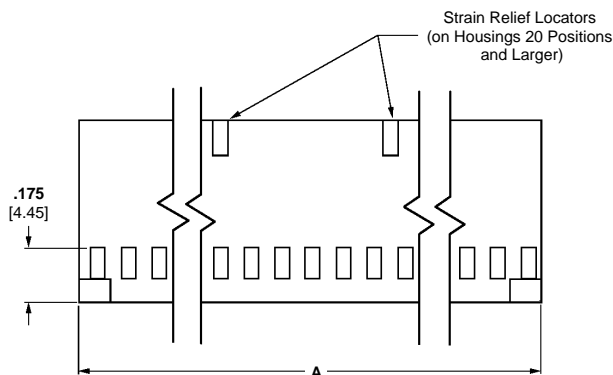 Strain Relief Locators
(on Housings 20 Positions
and Larger)
.175
[4.45]
A